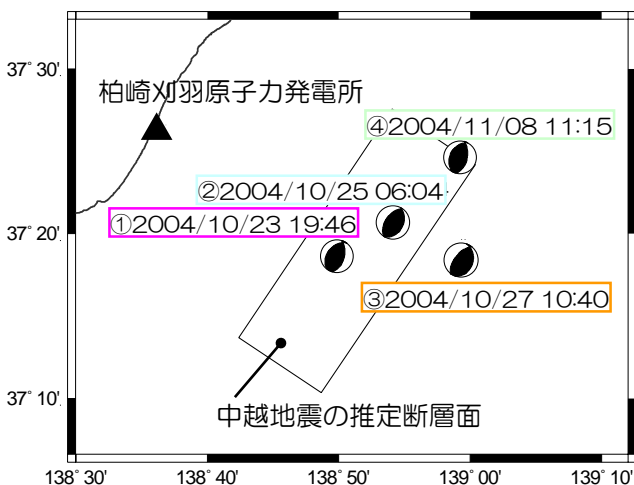 37° 30'
柏崎刈羽原子力発電所
④2004/11/08 11:15
②2004/10/25 06:04
①2004/10/23 19:46
37° 20'
③2004/10/27 10:40
37° 10'
中越地震の推定断層面
138° 30' 138° 40' 138° 50' 139° 00' 139° 10'